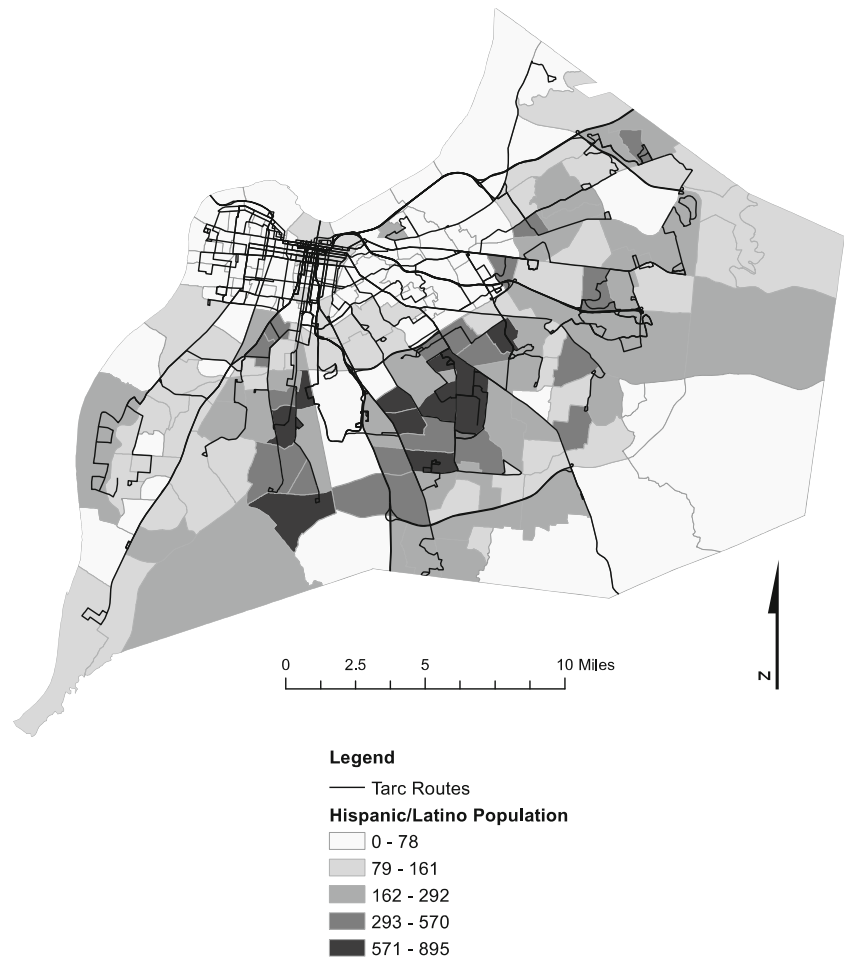 0 2.5 5 10 Miles
N
Legend
Tarc Routes
Hispanic/Latino Population
0 - 78
79 - 161
162 - 292
293 - 570
571 - 895